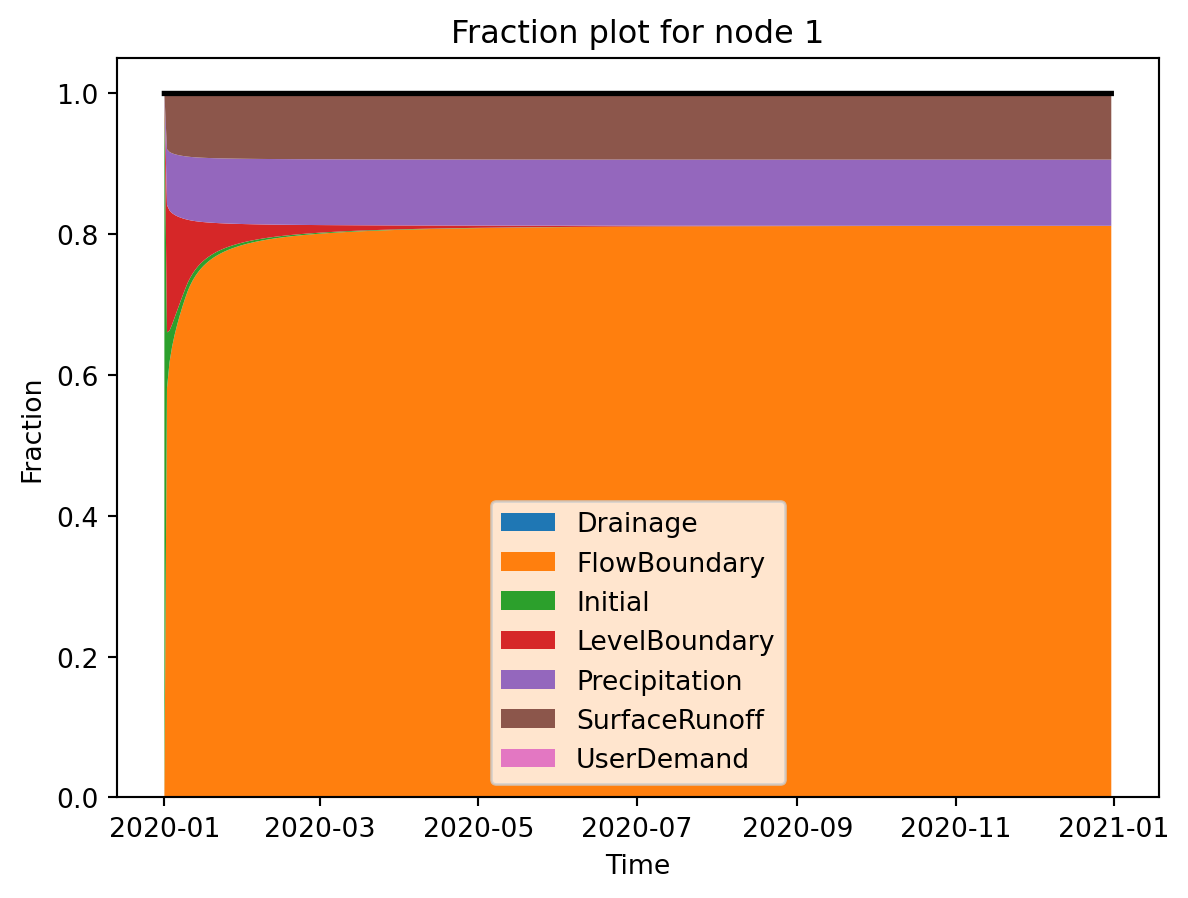 Fraction plot for node 1
1.0
0.8
0.6
0.4
0.2
0.0
Fraction
Drainage
FlowBoundary
Initial
LevelBoundary
Precipitation
SurfaceRunoff
UserDemand
2020-01 2020-03 2020-05 2020-07 2020-09 2020-11 2021-01
Time